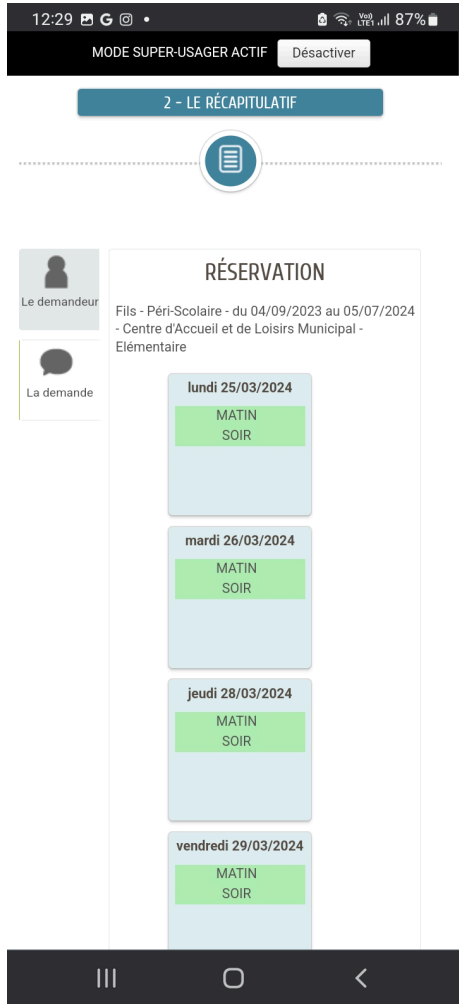 12:29 G 87%
MODE SUPER-USAGER ACTIF Désactiver
2 - LE RÉCAPITULATIF
Le demandeur
La demande
RÉSERVATION
Fils - Péri-Scolaire - du 04/09/2023 au 05/07/2024
- Centre d'Accueil et de Loisirs Municipal -
Elémentaire
lundi 25/03/2024
MATIN
SOIR
mardi 26/03/2024
MATIN
SOIR
jeudi 28/03/2024
MATIN
SOIR
vendredi 29/03/2024
MATIN
SOIR